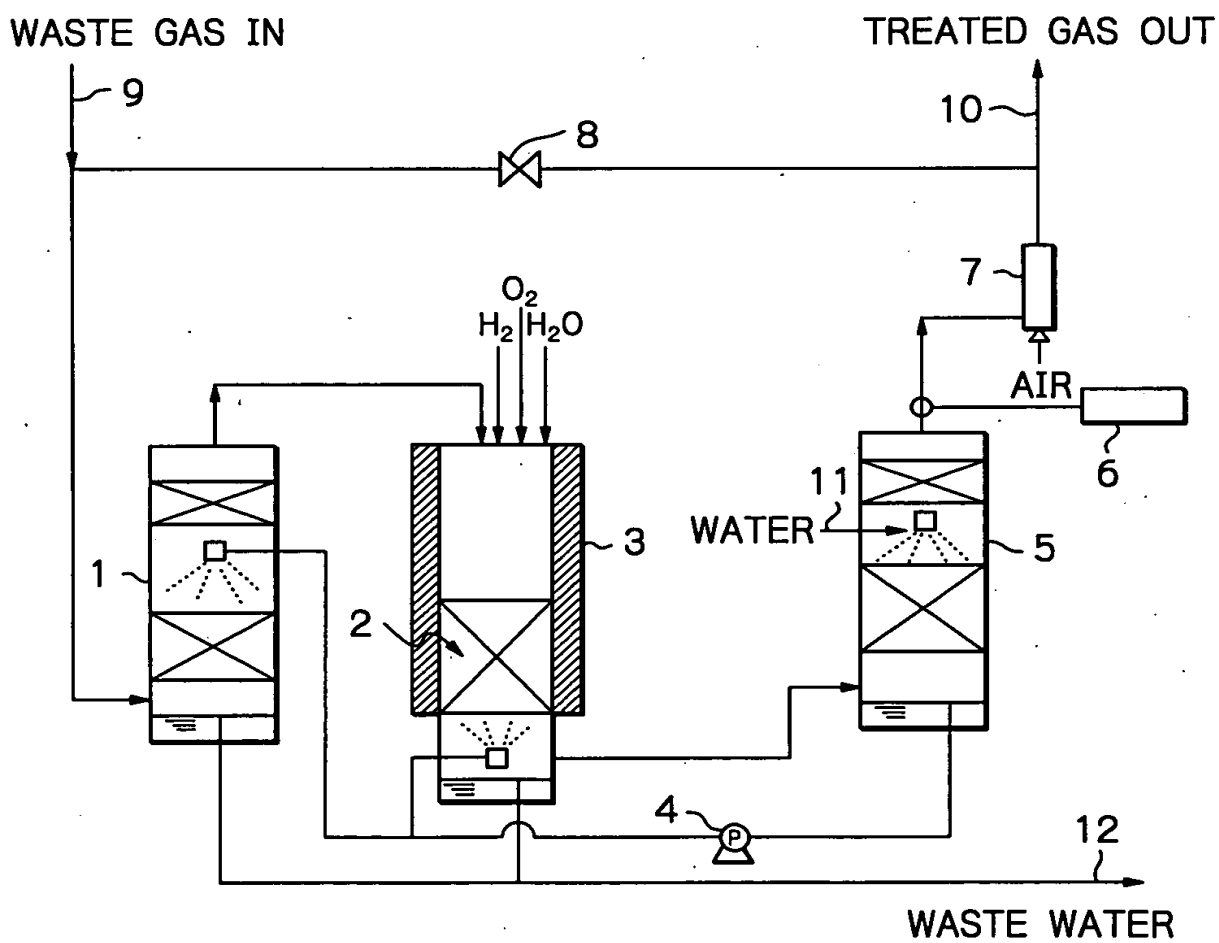 WASTE GAS IN
TREATED GAS OUT
9
10
8
7
O2
H2
H2O
AIR
6
11
WATER
5
3
1
2
4
P
12
WASTE WATER